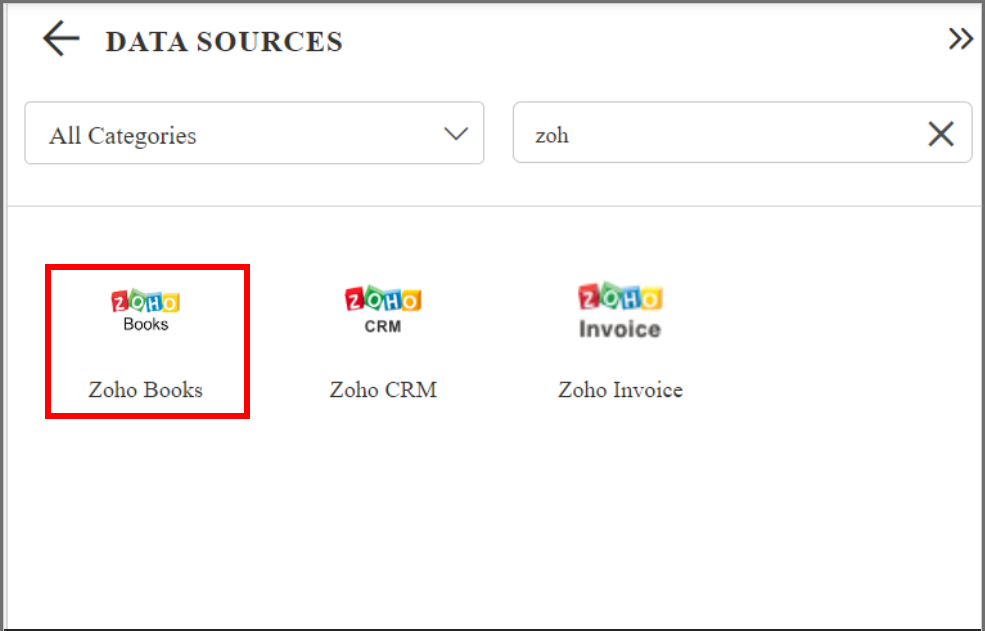 DATA SOURCES
All Categories
zoh
ZOHO
Books
ZOHO
CRM
ZOHO
Invoice
Zoho Books
Zoho CRM
Zoho Invoice